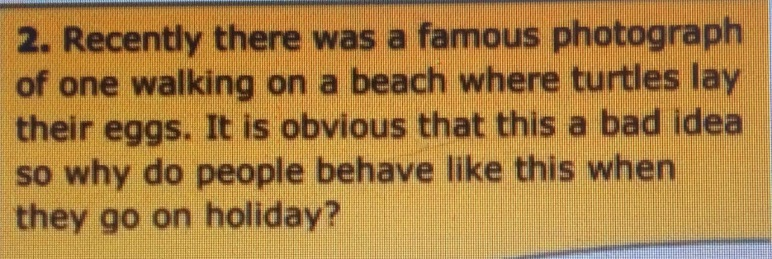 2. Recently there was a famous photograph
of one walking on a beach where turtles lay
their eggs. It is obvious that this a bad idea
so why do people behave like this when
they go on holiday?